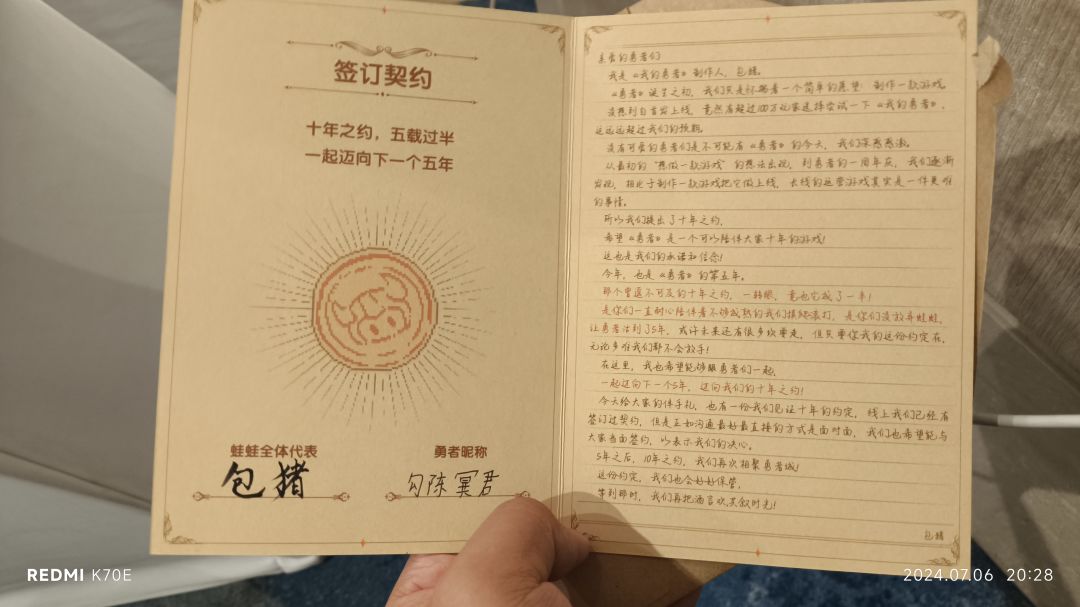 签订契约
十年之约，五载过半
一起迈向下一个五年
蛙蛙全体代表
包猪
勇者昵称
勾陈冥君
亲爱的勇者们
我是《我的勇者》制作人，包猪。
《勇者》诞生之初，我们只是怀揣着一个简单的愿望：制作一款游戏。
没想到自首发上线，竟然有超过100万玩家选择尝试一下《我的勇者》，
这远远超过我们的预期。
没有可爱的勇者们是不可能有《勇者》的今天，我们深感感激。
从最初的“想做一款游戏”的想法出现，到勇者的一周年庆，我们逐渐
发现，相比于制作一款游戏把它做上线，长线的运营游戏其实是一件更难
的事情。
所以我们提出了十年之约，
希望《勇者》是一个可以陪伴大家十年的游戏！
这也是我们的承诺和信念！
今年，也是《勇者》的第五年。
那个曾遥不可及的十年之约，一转眼，竟也它成了一半！
是你们一直耐心陪伴着不够成熟的我们摸爬滚打，是你们没放弃蛙蛙，
让勇者活到了5年，或许未来还有很多坎要走，但只要你我的这份约定在，
无论多难我们都不会放手！
在这里，我也希望能够跟勇者们一起，
一起迈向下一个5年，迈向我们的十年之约！
今天给大家的伴手礼，也有一份我们见证十年的约定，线上我们已经有
签订过契约，但是正如沟通最好最直接的方式是面对面，我们也希望能与
大家当面签约，以表示我们的决心。
5年之后，10年之约，我们再次相聚勇者城！
这份约定，我们也会好好保管，
等到那时，我们再把酒言欢共叙时光！
包猪
REDMI K70E
2024.07.06 20:28